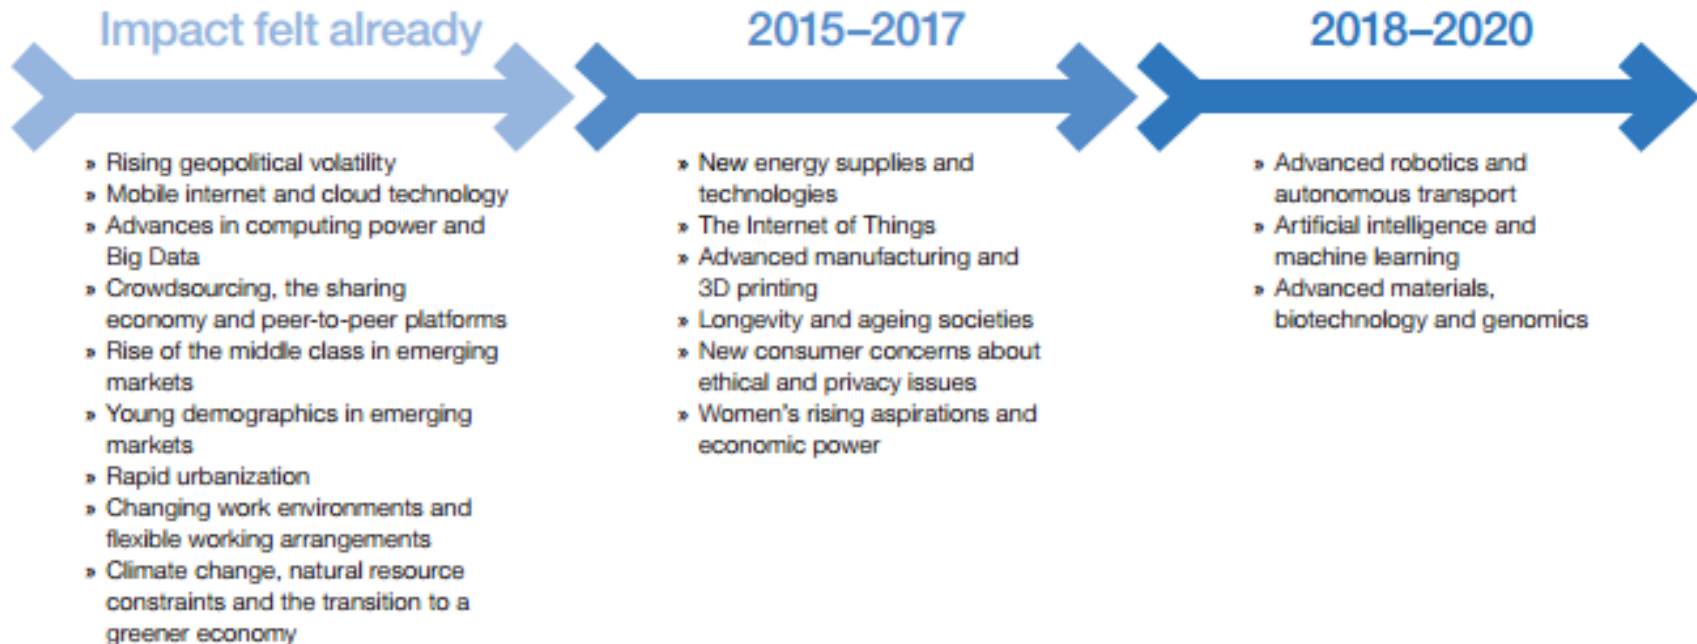 Impact felt already
» Rising geopolitical volatility
» Mobile internet and cloud technology
» Advances in computing power and
Big Data
» Crowdsourcing, the sharing
economy and peer-to-peer platforms
» Rise of the middle class in emerging
markets
» Young demographics in emerging
markets
» Rapid urbanization
» Changing work environments and
flexible working arrangements
» Climate change, natural resource
constraints and the transition to a
greener economy
2015–2017
» New energy supplies and
technologies
» The Internet of Things
» Advanced manufacturing and
3D printing
» Longevity and ageing societies
» New consumer concerns about
ethical and privacy issues
» Women's rising aspirations and
economic power
2018–2020
» Advanced robotics and
autonomous transport
» Artificial intelligence and
machine learning
» Advanced materials,
biotechnology and genomics